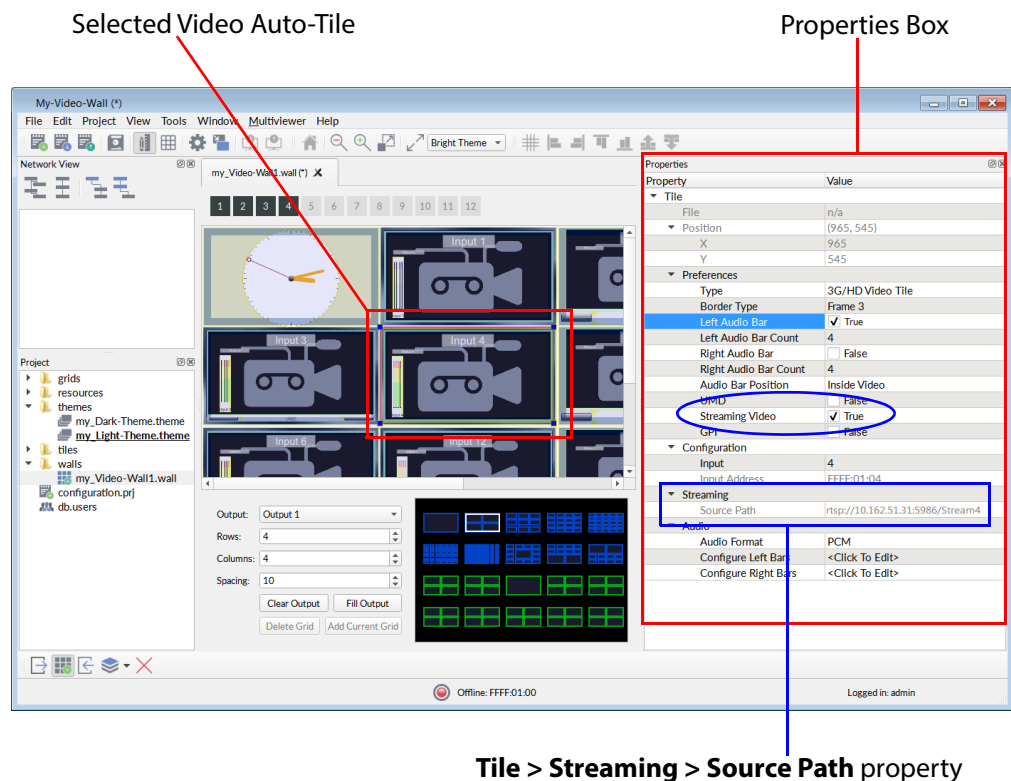 Selected Video Auto-Tile
Properties Box
My-Video-Wall (*)
File Edit Project View Tools Window Multiviewer Help
Bright Theme
Network View
my_Video-Wall1.wall (*)
1 2 3 4 5 6 7 8 9 10 11 12
Input 1
Input 3
Input 4
Input 6
Input 12
Project
grids
resources
themes
my_Dark-Theme.theme
my_Light-Theme.theme
tiles
walls
my_Video-Wall1.wall
configuration.prj
db.users
Output: Output 1
Rows: 4
Columns: 4
Spacing: 10
Clear Output Fill Output
Delete Grid Add Current Grid
Properties
Property Value
Tile
File n/a
Position (965, 545)
X 965
Y 545
Preferences
Type 3G/HD Video Tile
Border Type Frame 3
Left Audio Bar True
Left Audio Bar Count 4
Right Audio Bar False
Right Audio Bar Count 4
Audio Bar Position Inside Video
UMD False
Streaming Video True
GPI False
Configuration
Input 4
Input Address FFFF:01:04
Streaming
Source Path rtsp://10.162.51.31:5986/Stream4
Audio
Audio Format PCM
Configure Left Bars <Click To Edit>
Configure Right Bars <Click To Edit>
Offline: FFFF:01:00
Logged in: admin
Tile > Streaming > Source Path property